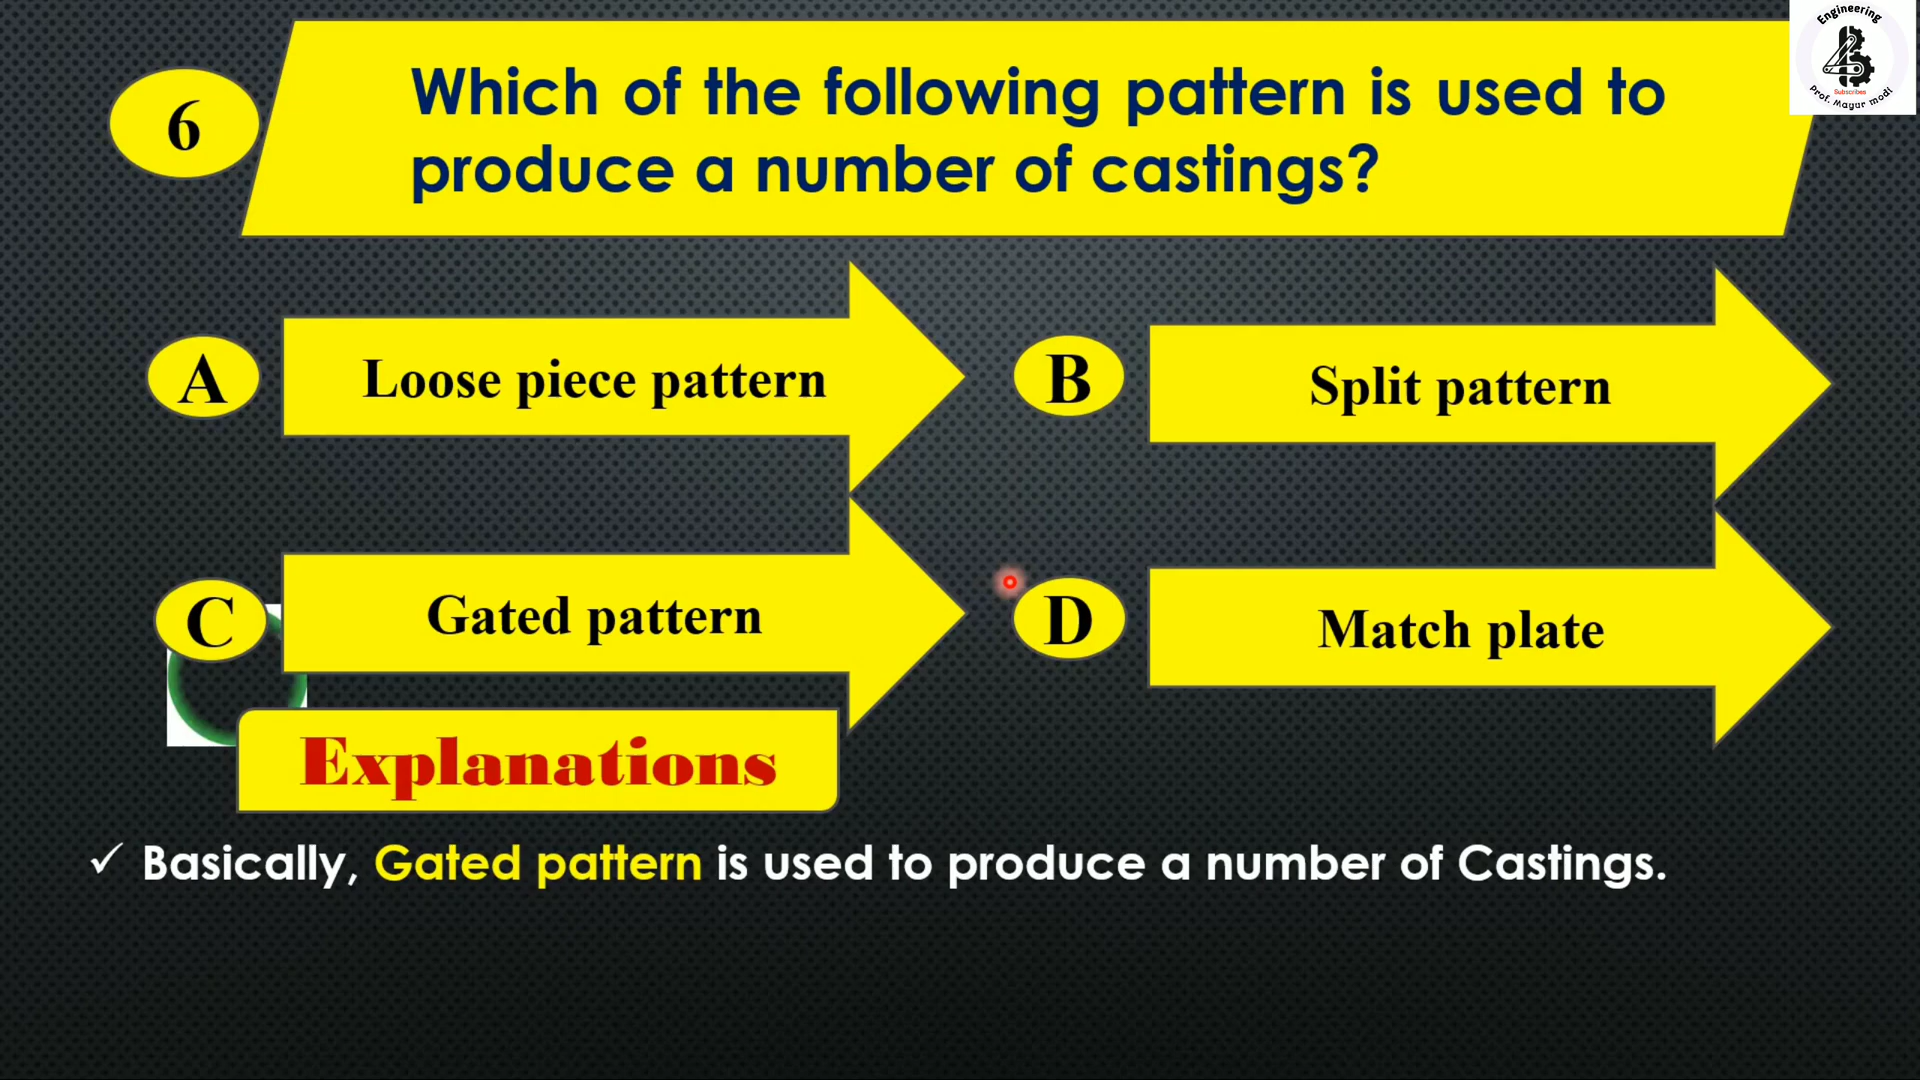 Engineering
Subscribes
Prof. Mayur modi
6
Which of the following pattern is used to
produce a number of castings?
A
Loose piece pattern
B
Split pattern
C
Gated pattern
D
Match plate
Explanations
✓ Basically, Gated pattern is used to produce a number of Castings.